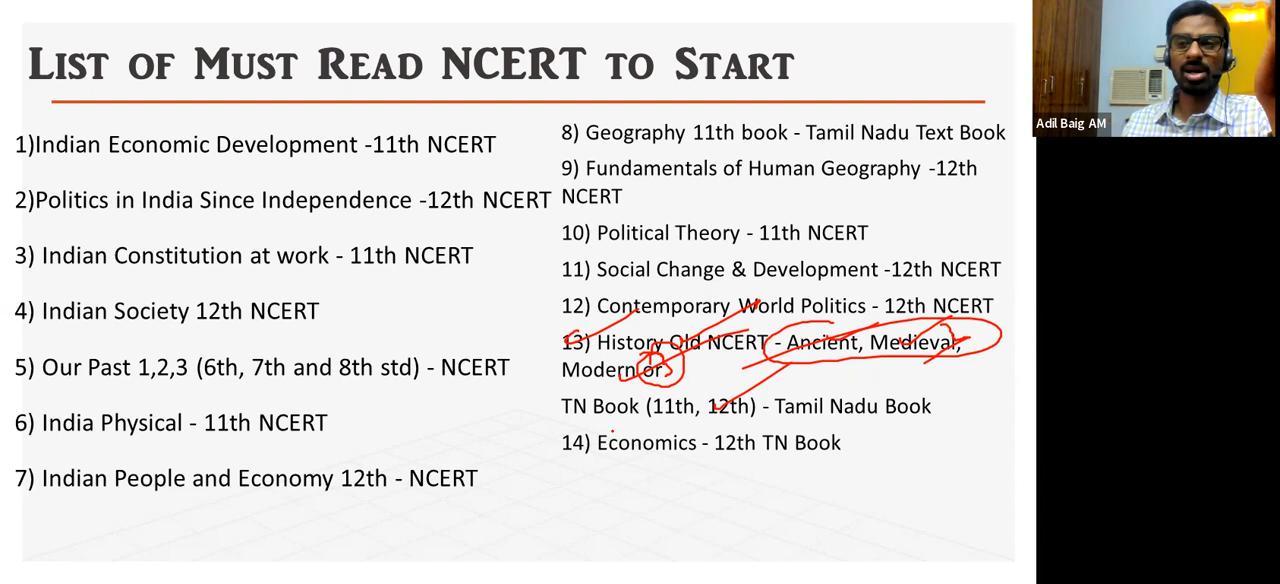 List of Must Read NCERT to Start
1)Indian Economic Development -11th NCERT
2)Politics in India Since Independence -12th NCERT
3) Indian Constitution at work - 11th NCERT
4) Indian Society 12th NCERT
5) Our Past 1,2,3 (6th, 7th and 8th std) - NCERT
6) India Physical - 11th NCERT
7) Indian People and Economy 12th - NCERT
8) Geography 11th book - Tamil Nadu Text Book
9) Fundamentals of Human Geography -12th
NCERT
10) Political Theory - 11th NCERT
11) Social Change & Development -12th NCERT
12) Contemporary World Politics - 12th NCERT
13) History Old NCERT - Ancient, Medieval,
Modern or
TN Book (11th, 12th) - Tamil Nadu Book
14) Economics - 12th TN Book
Adil Baig AM